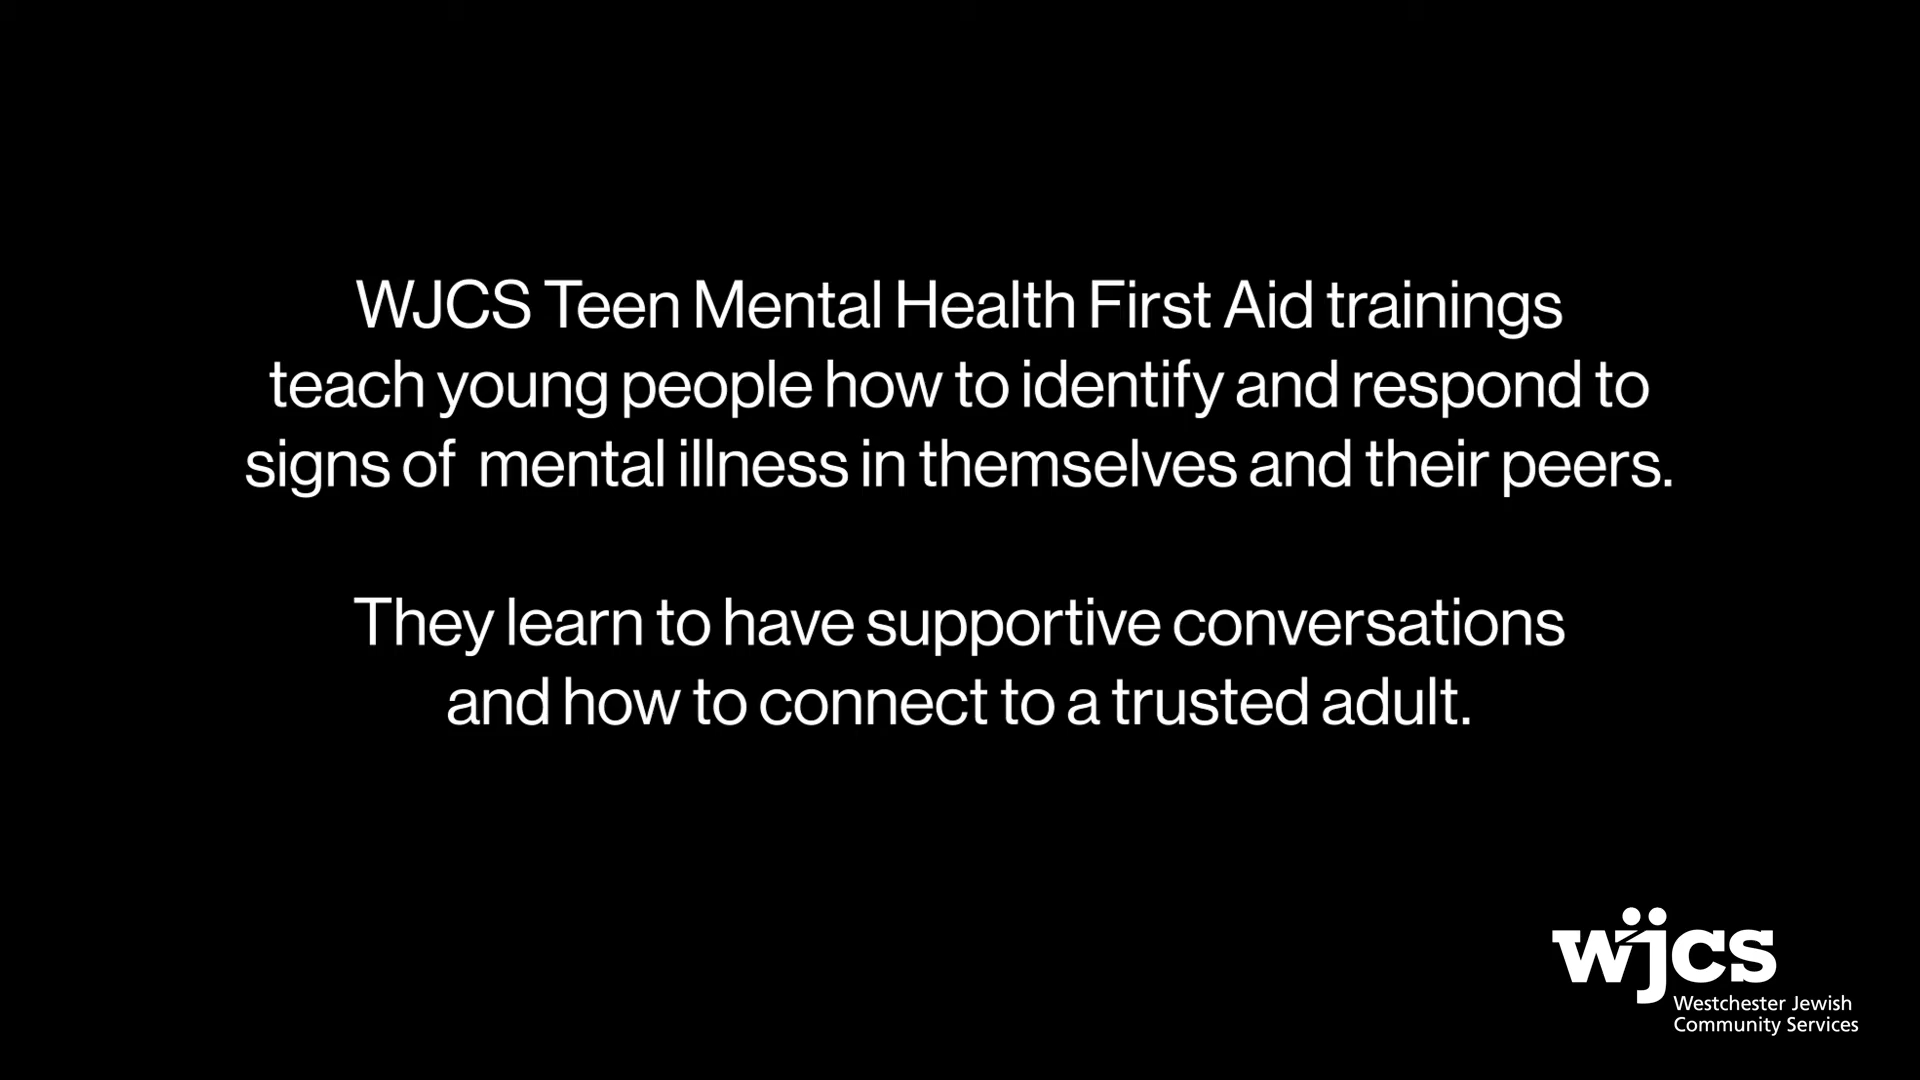 WJCS Teen Mental Health First Aid trainings
teach young people how to identify and respond to
signs of  mental illness in themselves and their peers.
They learn to have supportive conversations
and how to connect to a trusted adult.
wjcs
Westchester Jewish
Community Services